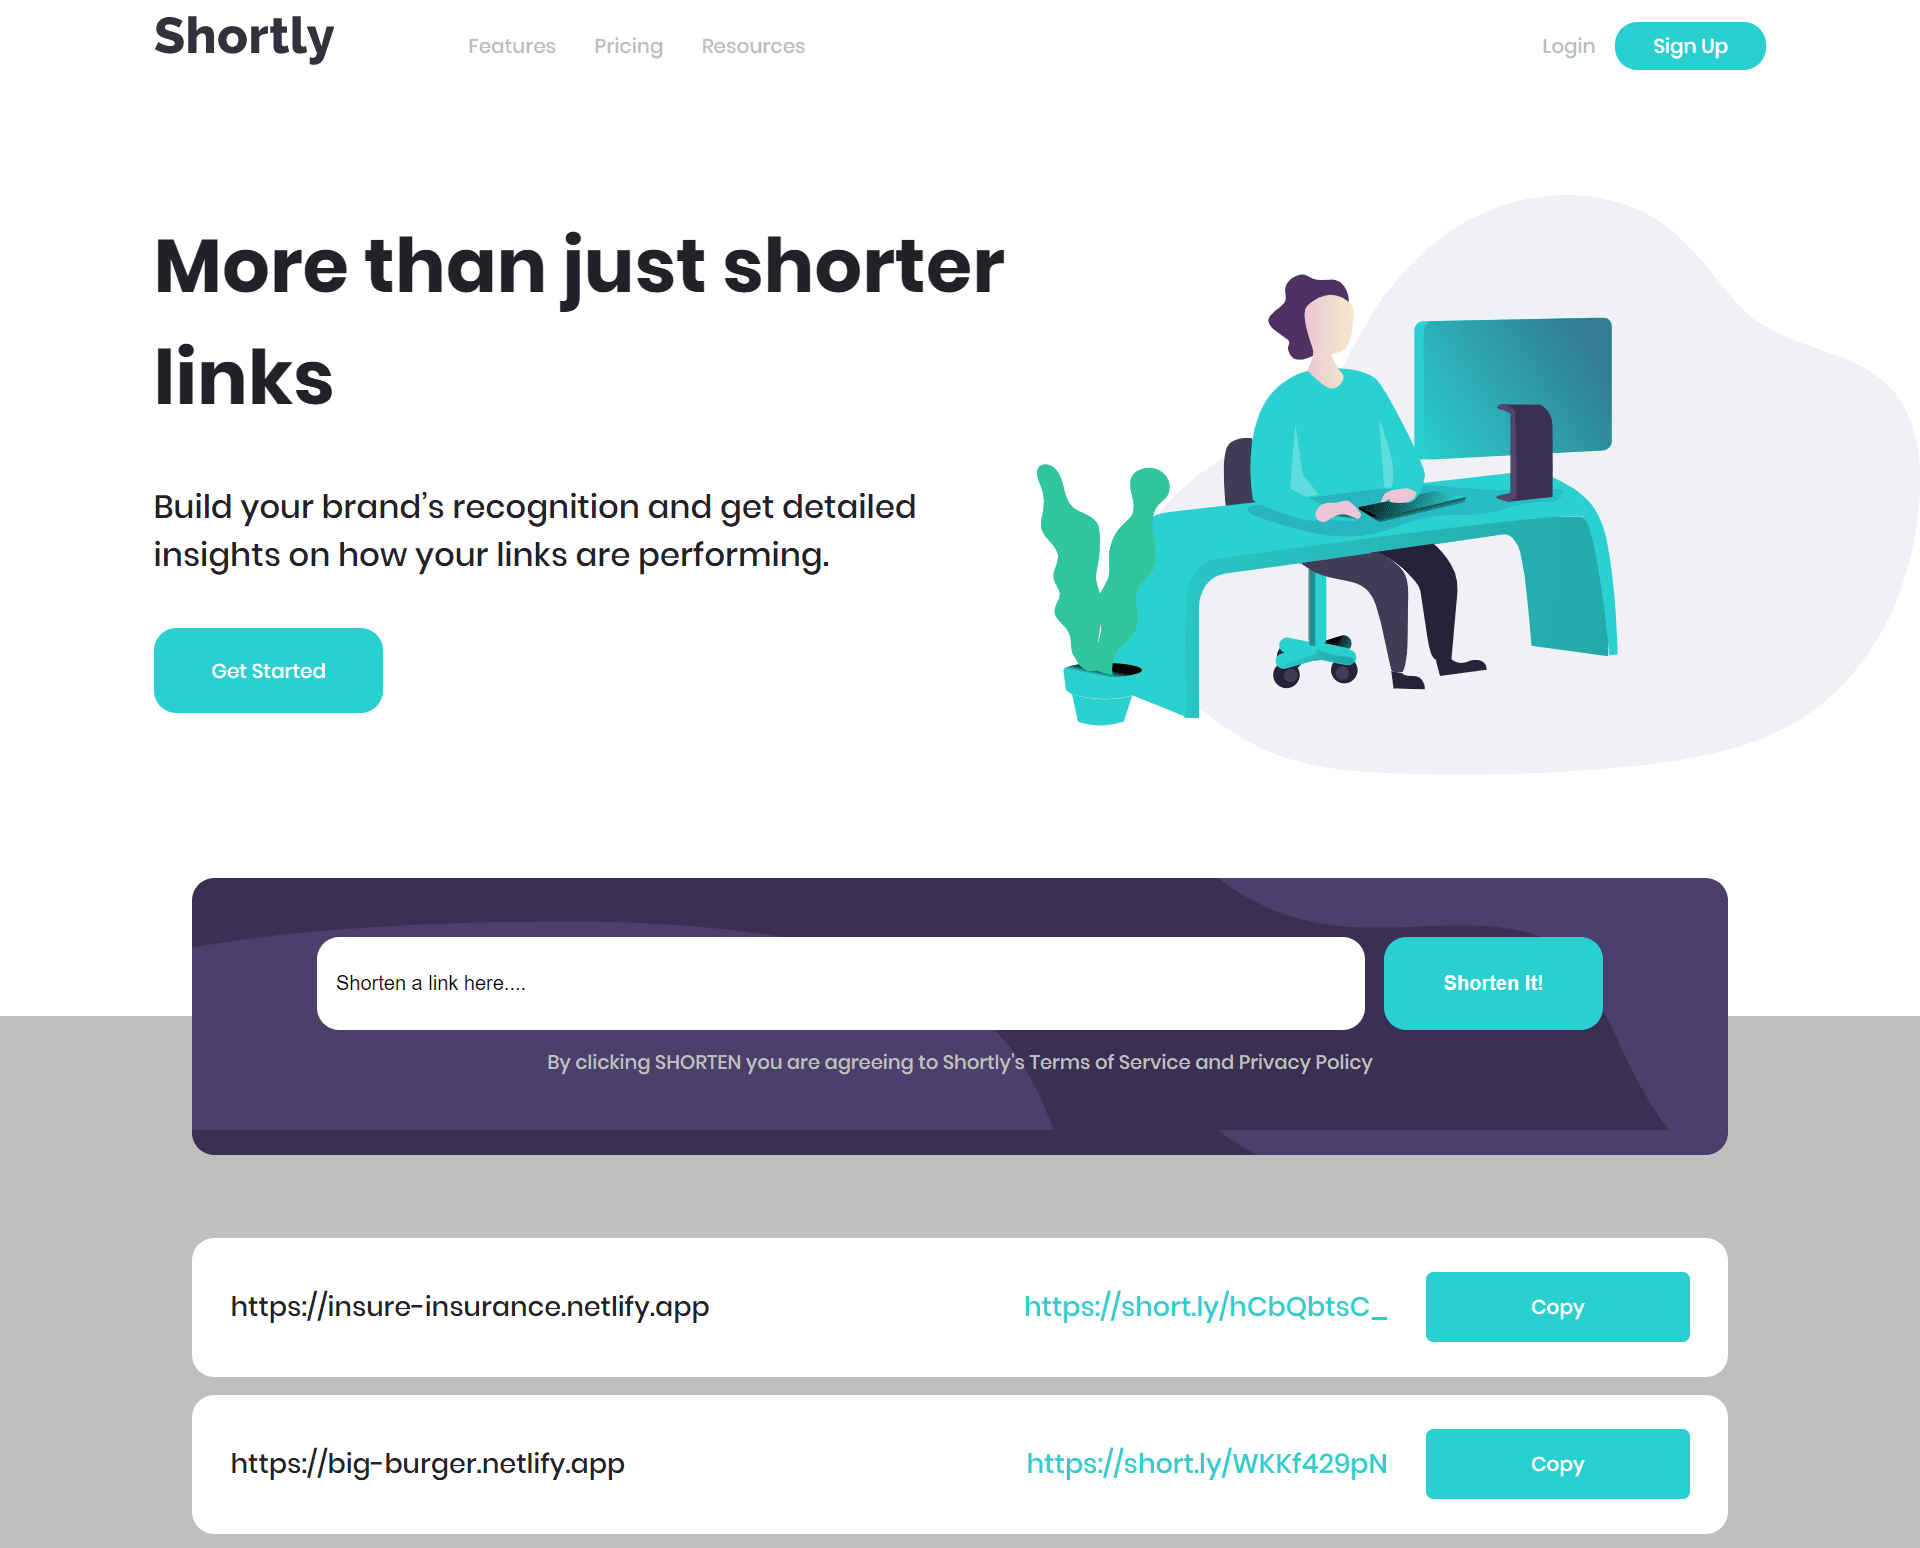 Shortly
Features Pricing Resources
Login Sign Up
More than just shorter
links
Build your brand’s recognition and get detailed
insights on how your links are performing.
Get Started
Shorten a link here....
Shorten It!
By clicking SHORTEN you are agreeing to Shortly's Terms of Service and Privacy Policy
https://insure-insurance.netlify.app https://short.ly/hCbQbtsC_ Copy
https://big-burger.netlify.app https://short.ly/WKKf429pN Copy